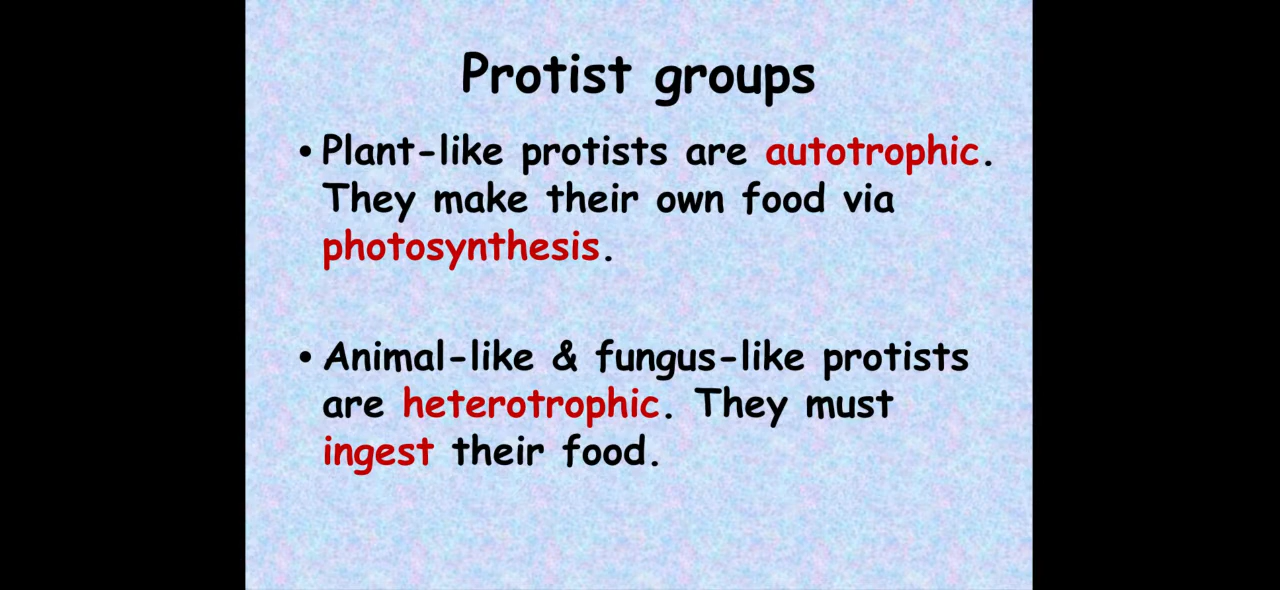 Protist groups
• Plant-like protists are autotrophic.
They make their own food via
photosynthesis.
• Animal-like & fungus-like protists
are heterotrophic. They must
ingest their food.